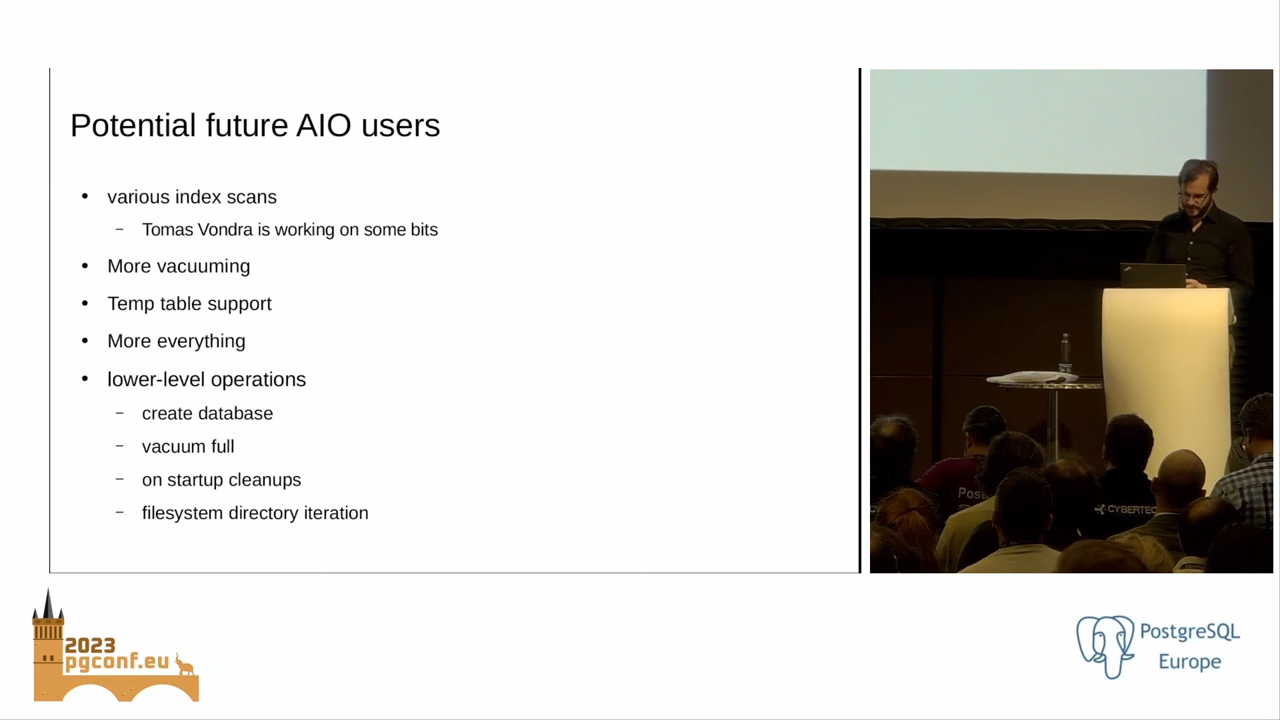 Potential future AIO users
• various index scans
– Tomas Vondra is working on some bits
• More vacuuming
• Temp table support
• More everything
• lower-level operations
– create database
– vacuum full
– on startup cleanups
– filesystem directory iteration
CYBERTEC
2023
pgconf.eu
PostgreSQL
Europe